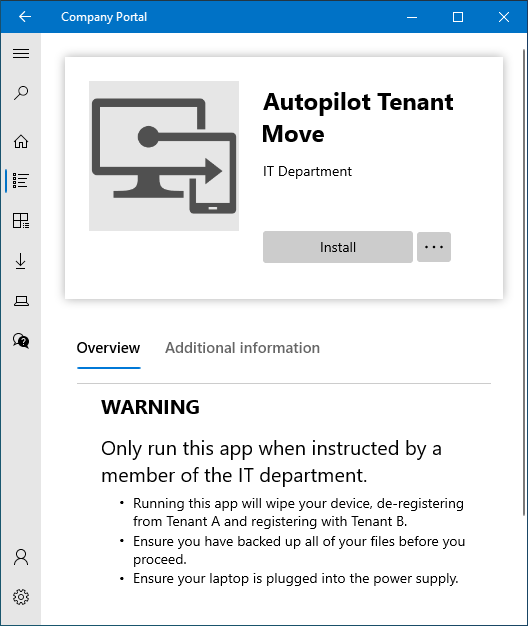 Company Portal
Autopilot Tenant
Move
IT Department
Install
Overview
Additional information
WARNING
Only run this app when instructed by a
member of the IT department.
• Running this app will wipe your device, de-registering
from Tenant A and registering with Tenant B.
• Ensure you have backed up all of your files before you
proceed.
• Ensure your laptop is plugged into the power supply.